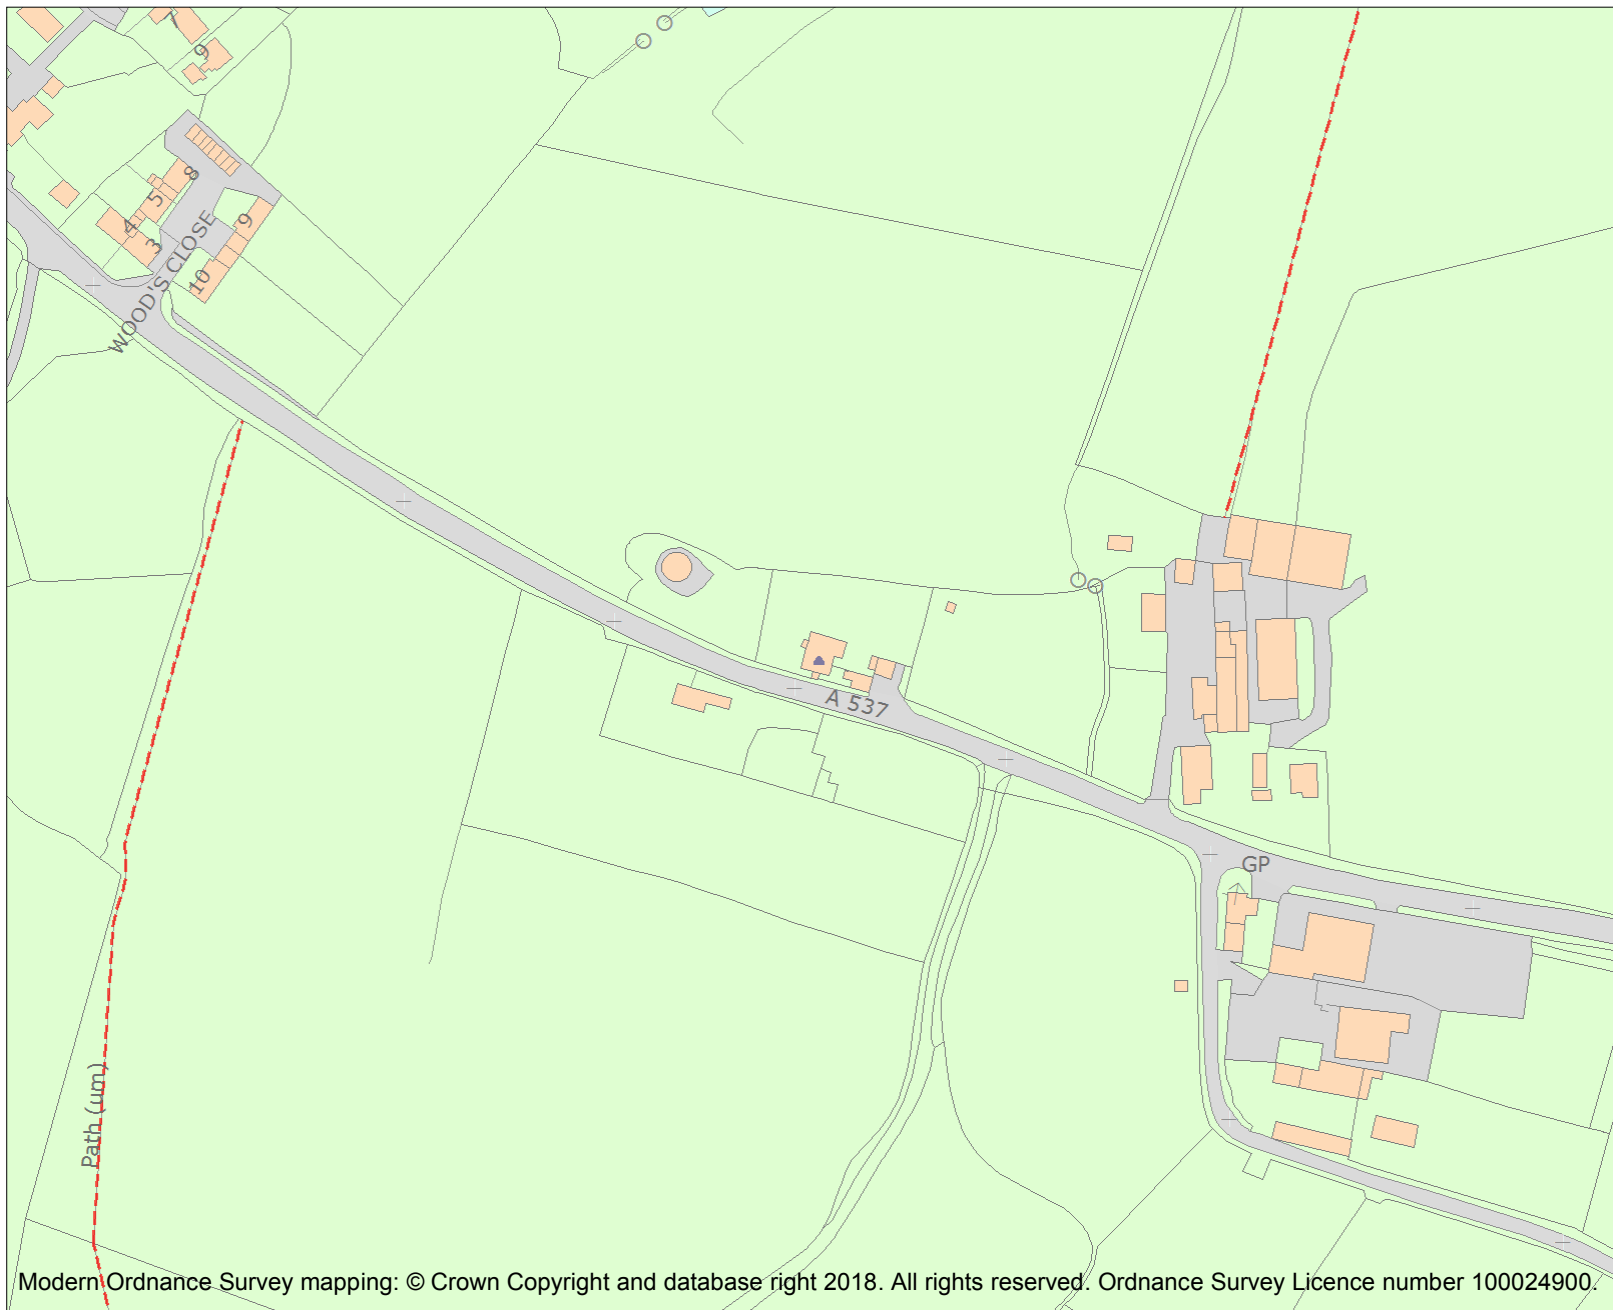 7
9
8
5
4
3
9
10
WOOD'S CLOSE
A 537
GP
Path (um)
Modern Ordnance Survey mapping: © Crown Copyright and database right 2018. All rights reserved. Ordnance Survey Licence number 100024900.